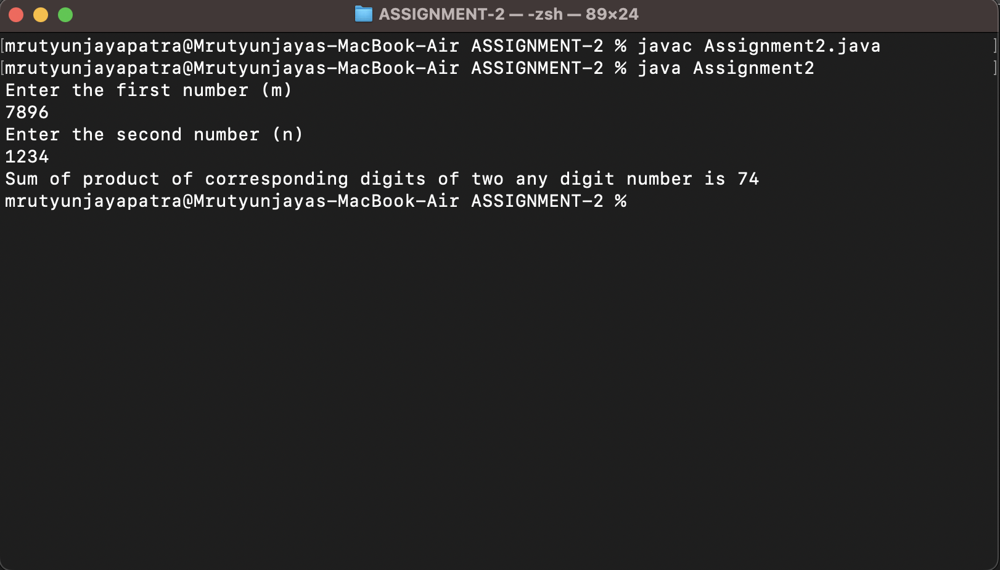 ASSIGNMENT-2 — -zsh — 89×24
[mrutyunjayapatra@Mrutyunjayas-MacBook-Air ASSIGNMENT-2 % javac Assignment2.java ]
[mrutyunjayapatra@Mrutyunjayas-MacBook-Air ASSIGNMENT-2 % java Assignment2 ]
Enter the first number (m)
7896
Enter the second number (n)
1234
Sum of product of corresponding digits of two any digit number is 74
mrutyunjayapatra@Mrutyunjayas-MacBook-Air ASSIGNMENT-2 %